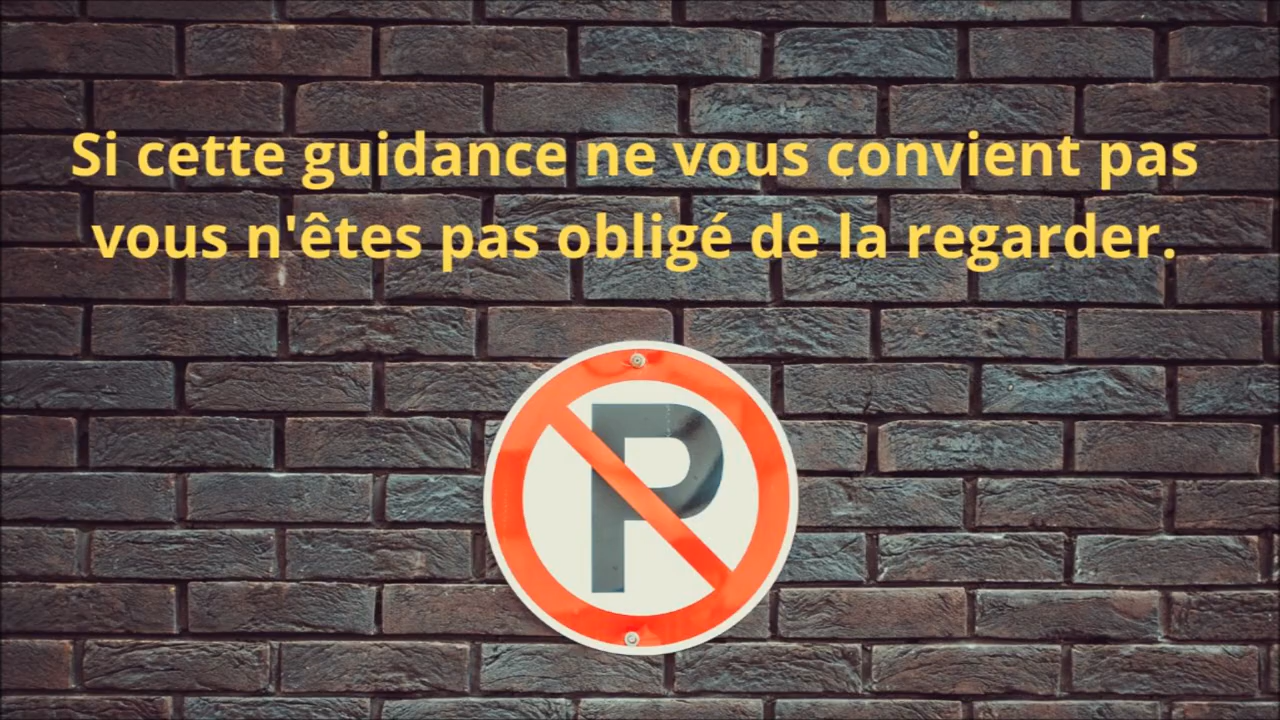 Si cette guidance ne vous convient pas
vous n'êtes pas obligé de la regarder.
P